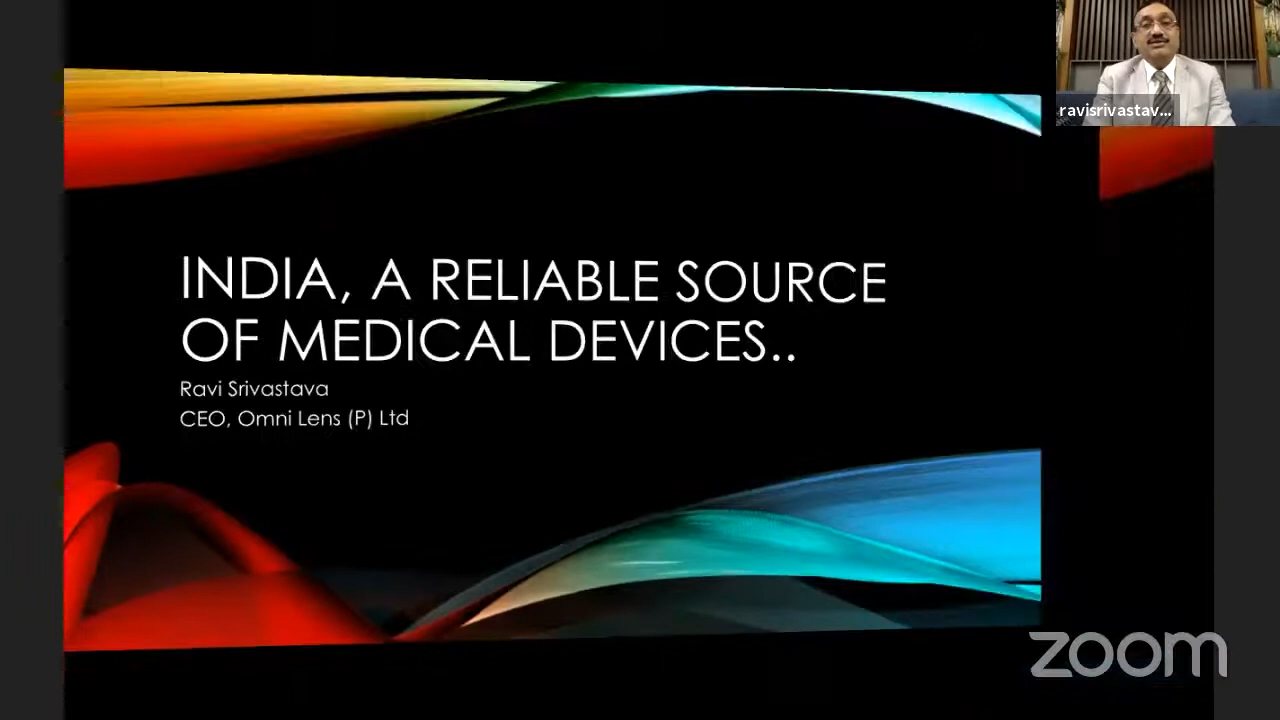 ravisrivastav...
INDIA, A RELIABLE SOURCE
OF MEDICAL DEVICES..
Ravi Srivastava
CEO, Omni Lens (P) Ltd
zoom